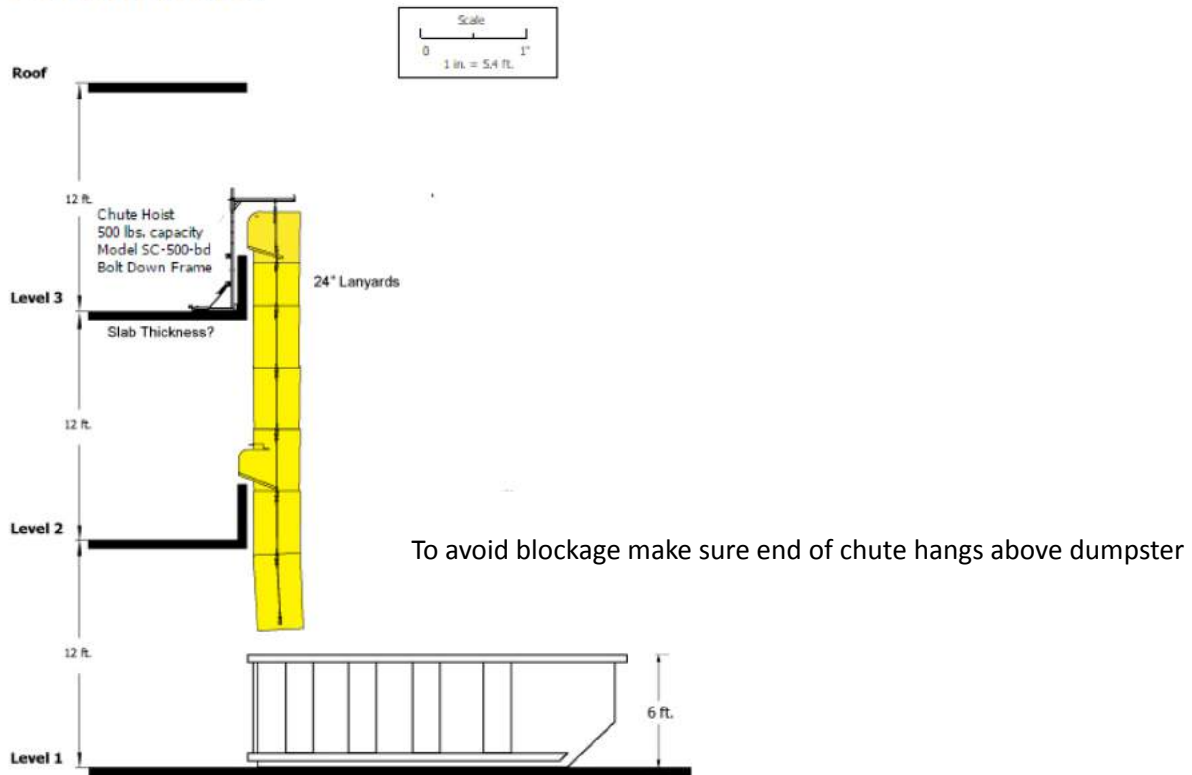 Scale
0 1"
1 in. = 5.4 ft.
Roof
12 ft.
Chute Hoist
500 lbs. capacity
Model SC-500-bd
Bolt Down Frame
24" Lanyards
Level 3
Slab Thickness?
12 ft.
Level 2
To avoid blockage make sure end of chute hangs above dumpster
12 ft.
6 ft.
Level 1